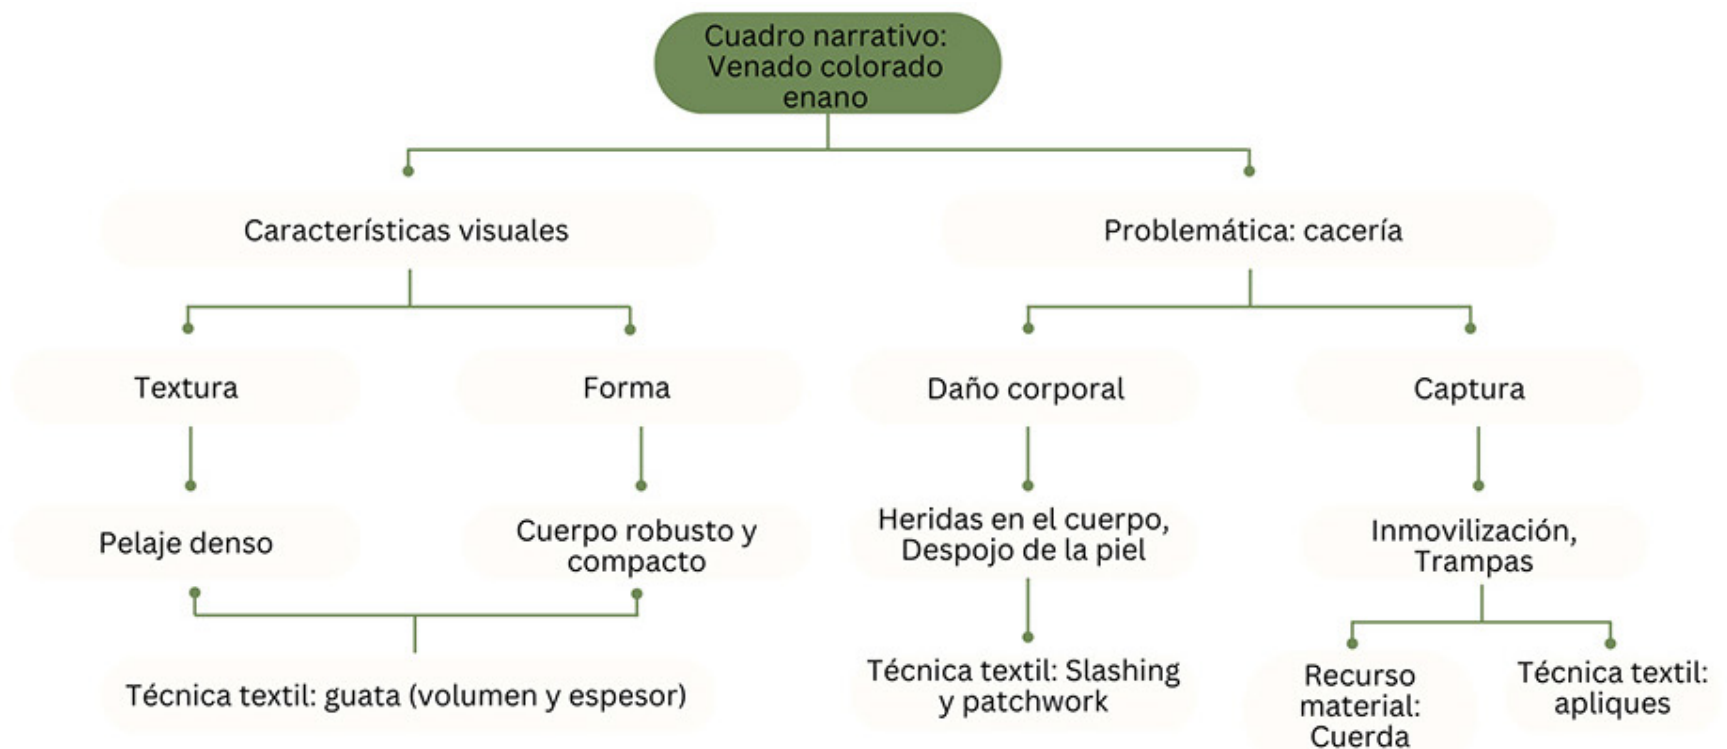 Cuadro narrativo:
Venado colorado
enano
Características visuales
Problemática: cacería
Textura
Forma
Daño corporal
Captura
Pelaje denso
Cuerpo robusto y
compacto
Heridas en el cuerpo,
Despojo de la piel
Inmovilización,
Trampas
Técnica textil: guata (volumen y espesor)
Técnica textil: Slashing
y patchwork
Recurso
material:
Cuerda
Técnica textil:
apliques